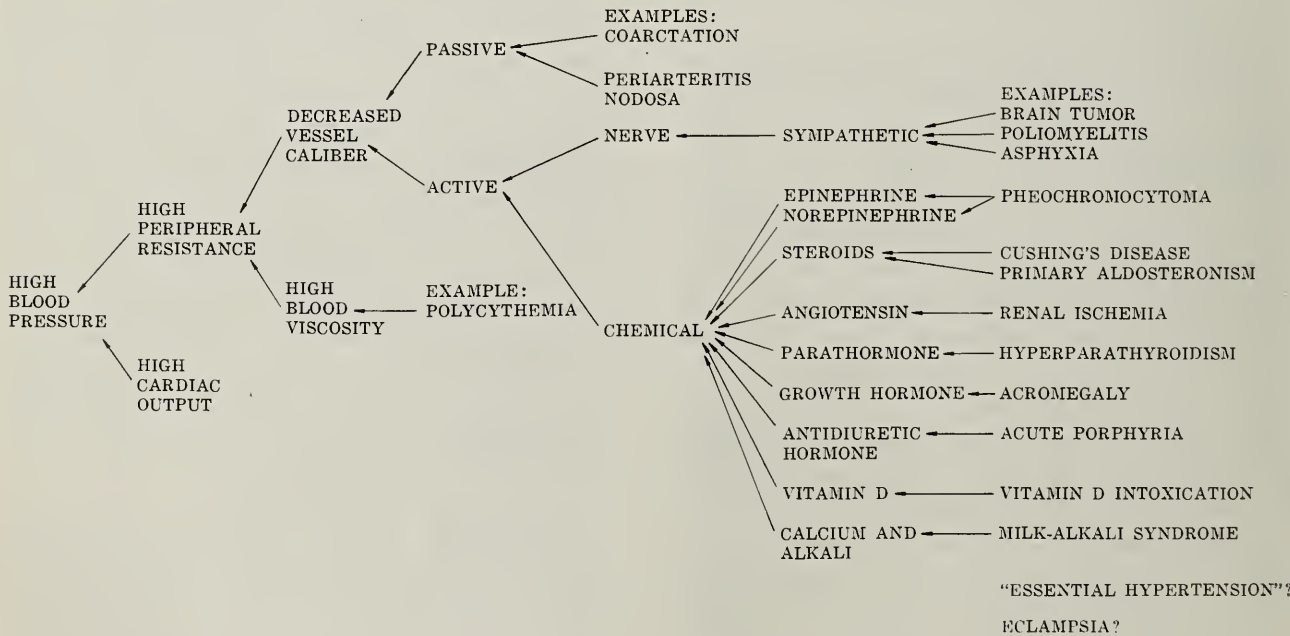 EXAMPLES:
COARCTATION
PASSIVE
PERIARTERITIS
NODOSA
DECREASED
VESSEL
CALIBER
NERVE
SYMPATHETIC
EXAMPLES:
BRAIN TUMOR
POLIOMYELITIS
ASPHYXIA
ACTIVE
HIGH
PERIPHERAL
RESISTANCE
EPINEPHRINE
NOREPINEPHRINE
PHEOCHROMOCYTOMA
STEROIDS
CUSHING'S DISEASE
PRIMARY ALDOSTERONISM
HIGH
BLOOD
PRESSURE
HIGH
BLOOD
VISCOSITY
EXAMPLE:
POLYCYTHEMIA
CHEMICAL
ANGIOTENSIN
RENAL ISCHEMIA
PARATHORMONE
HYPERPARATHYROIDISM
HIGH
CARDIAC
OUTPUT
GROWTH HORMONE
ACROMEGALY
ANTIDIURETIC
HORMONE
ACUTE PORPHYRIA
VITAMIN D
VITAMIN D INTOXICATION
CALCIUM AND
ALKALI
MILK-ALKALI SYNDROME
"ESSENTIAL HYPERTENSION"?
ECLAMPSIA?